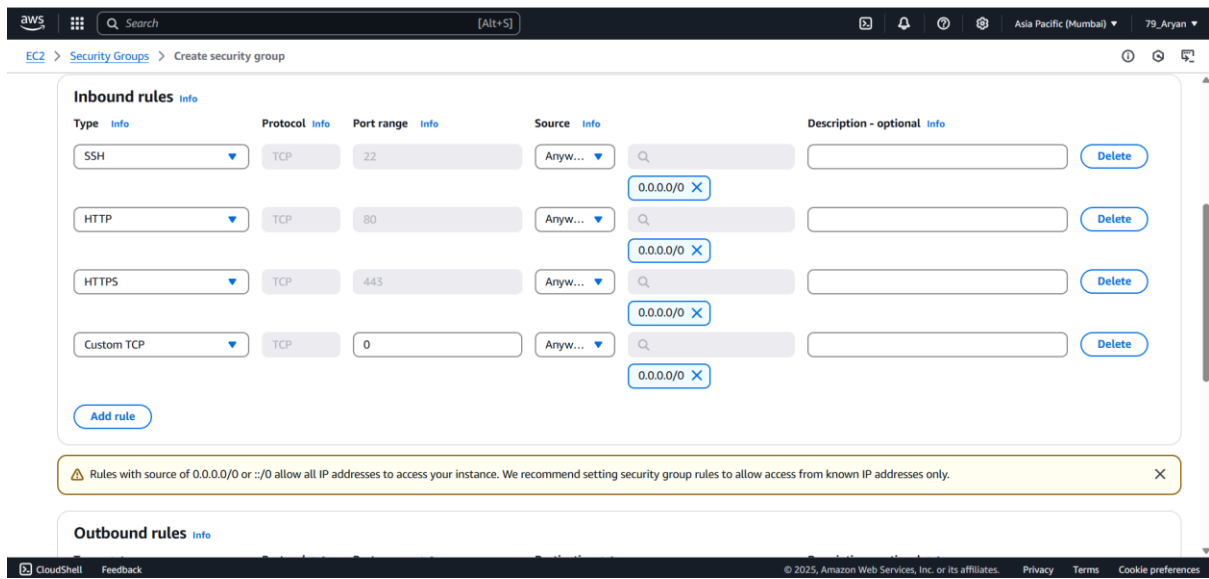 aws Search [Alt+S] Asia Pacific (Mumbai) 79_Aryan
EC2 > Security Groups > Create security group
Inbound rules Info
Type Info Protocol Info Port range Info Source Info Description - optional Info
SSH TCP 22 Anyw... Delete
0.0.0.0/0
HTTP TCP 80 Anyw... Delete
0.0.0.0/0
HTTPS TCP 443 Anyw... Delete
0.0.0.0/0
Custom TCP TCP 0 Anyw... Delete
0.0.0.0/0
Add rule
Rules with source of 0.0.0.0/0 or ::/0 allow all IP addresses to access your instance. We recommend setting security group rules to allow access from known IP addresses only.
Outbound rules Info
CloudShell Feedback © 2025, Amazon Web Services, Inc. or its affiliates. Privacy Terms Cookie preferences